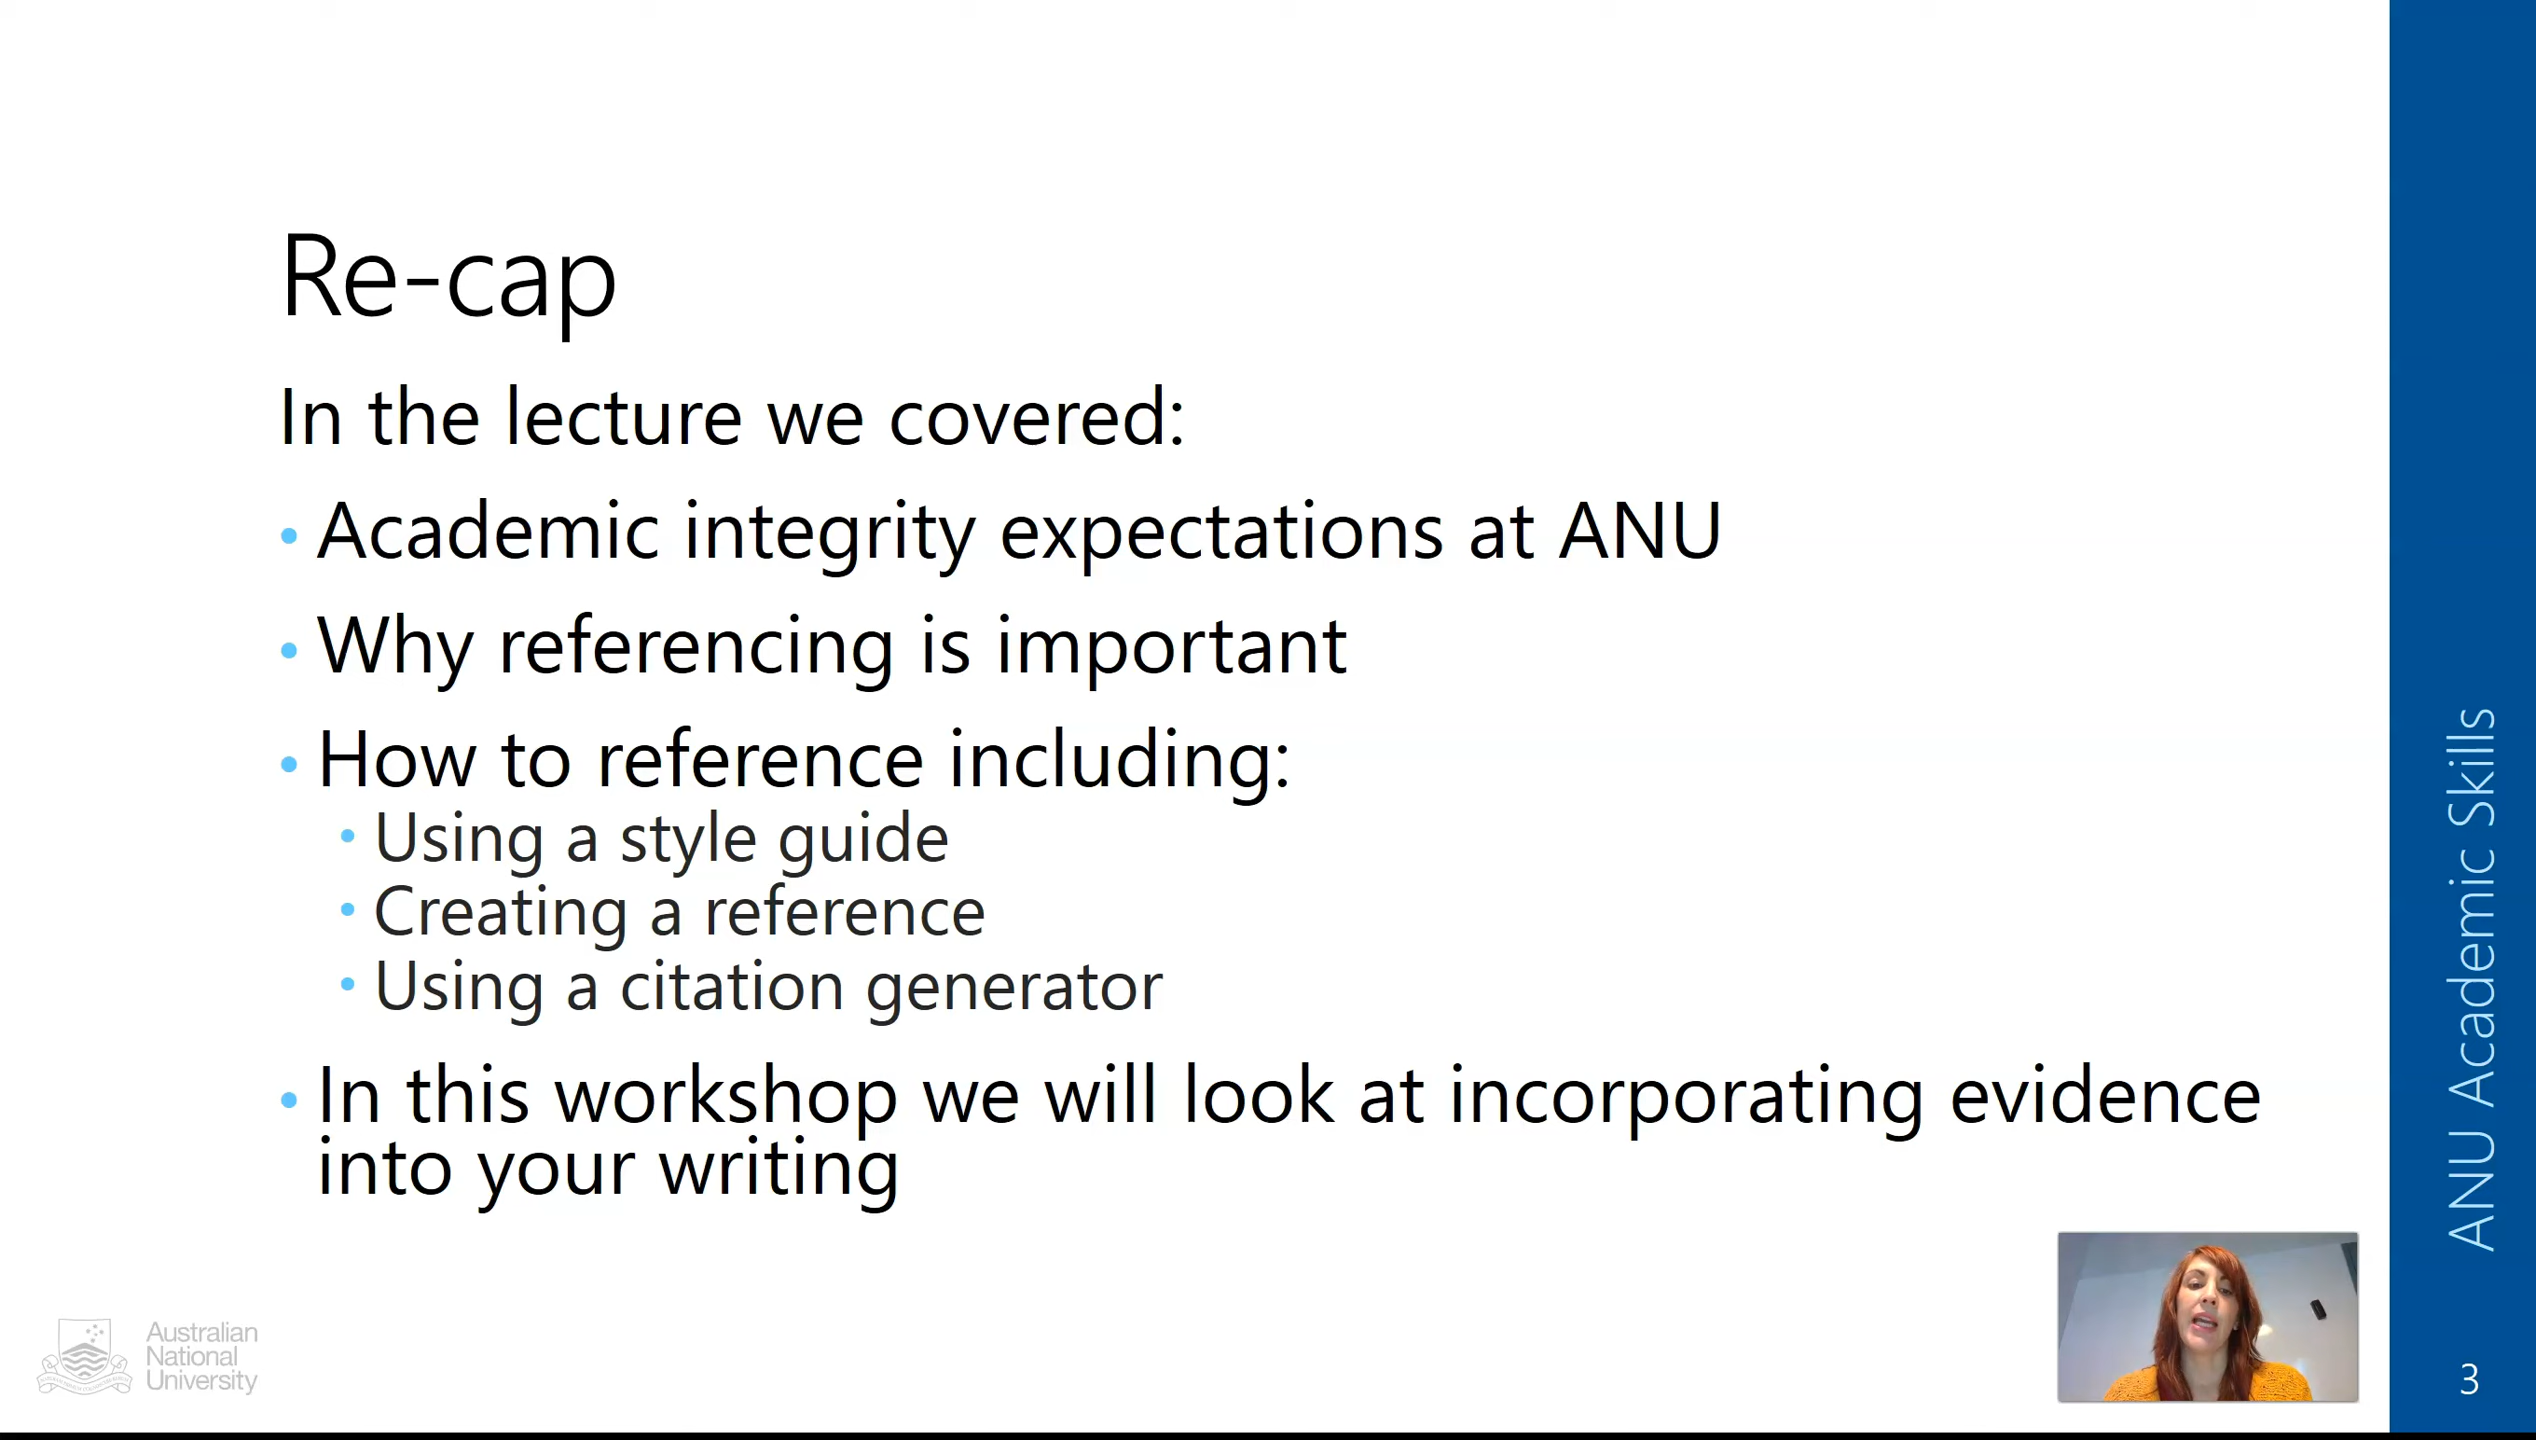 Re-cap
In the lecture we covered:
• Academic integrity expectations at ANU
• Why referencing is important
• How to reference including:
• Using a style guide
• Creating a reference
• Using a citation generator
• In this workshop we will look at incorporating evidence
into your writing
Australian
National
University
ANU Academic Skills
3